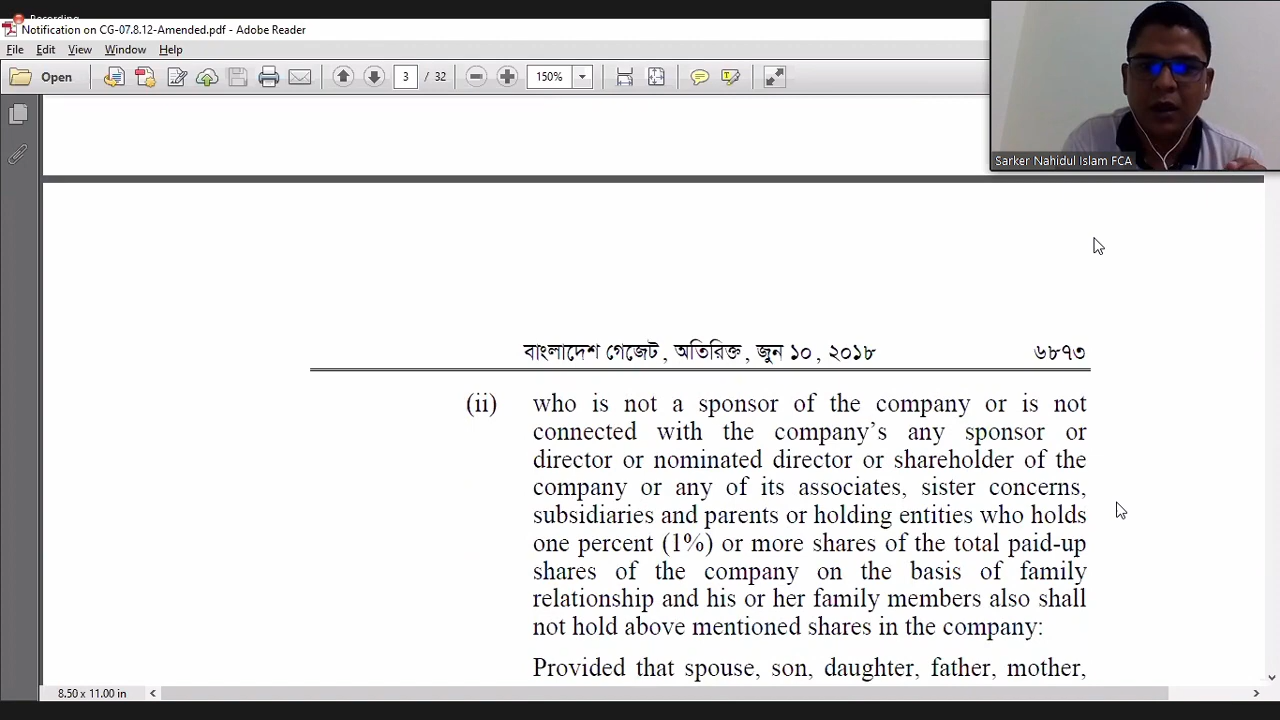 Recording
Notification on CG-07.8.12-Amended.pdf - Adobe Reader
File Edit View Window Help
Open 3 / 32 150%
Sarker Nahidul Islam FCA
বাংলাদেশ গেজেট, অতিরিক্ত, জুন ১০, ২০১৮ ৬৮৭৩
(ii) who is not a sponsor of the company or is not
connected with the company’s any sponsor or
director or nominated director or shareholder of the
company or any of its associates, sister concerns,
subsidiaries and parents or holding entities who holds
one percent (1%) or more shares of the total paid-up
shares of the company on the basis of family
relationship and his or her family members also shall
not hold above mentioned shares in the company:
Provided that spouse, son, daughter, father, mother,
8.50 x 11.00 in